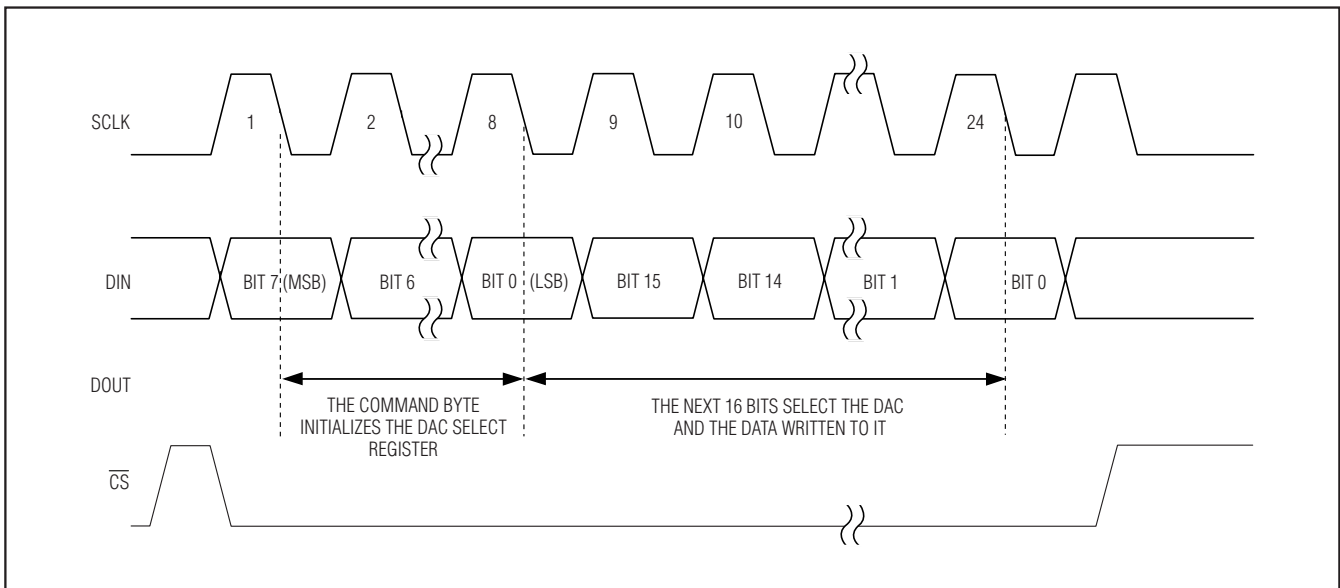 SCLK
1 2 8 9 10 24
DIN
BIT 7 (MSB) BIT 6 BIT 0 (LSB) BIT 15 BIT 14 BIT 1 BIT 0
DOUT
THE COMMAND BYTE
INITIALIZES THE DAC SELECT
REGISTER
THE NEXT 16 BITS SELECT THE DAC
AND THE DATA WRITTEN TO IT
CS